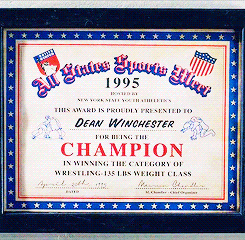 All States Sports Meet
1995
HOSTED BY
NEW YORK STATE YOUTH ATHLETICS
THIS AWARD IS PROUDLY PRESENTED TO
DEAN WINCHESTER
FOR BEING THE
CHAMPION
IN WINNING THE CATEGORY OF
WRESTLING-135 LBS WEIGHT CLASS
DATED